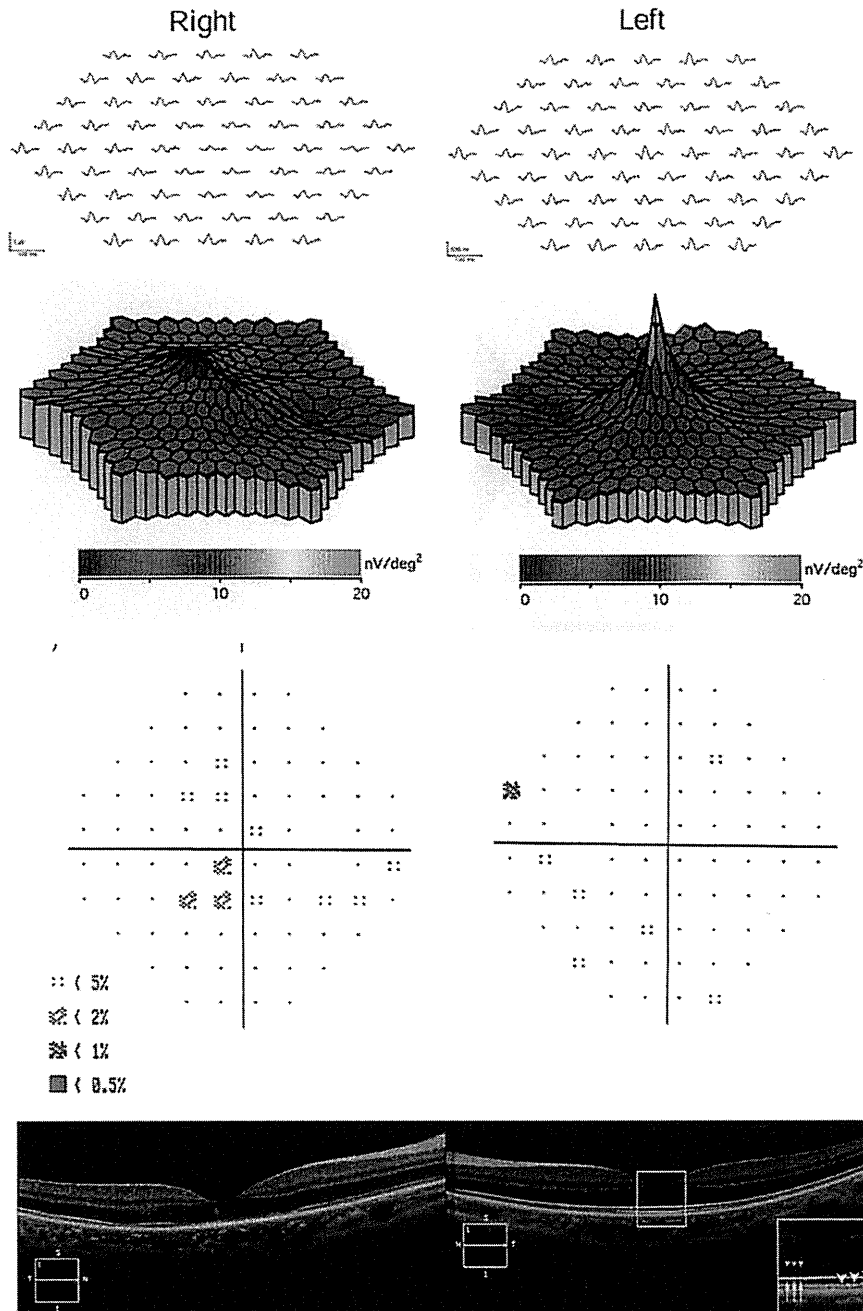 Right Left
nV/deg²
0 10 20
nV/deg²
0 10 20
:: < 5%
< 2%
< 1%
< 0.5%
S
T N
I
S
N T
I